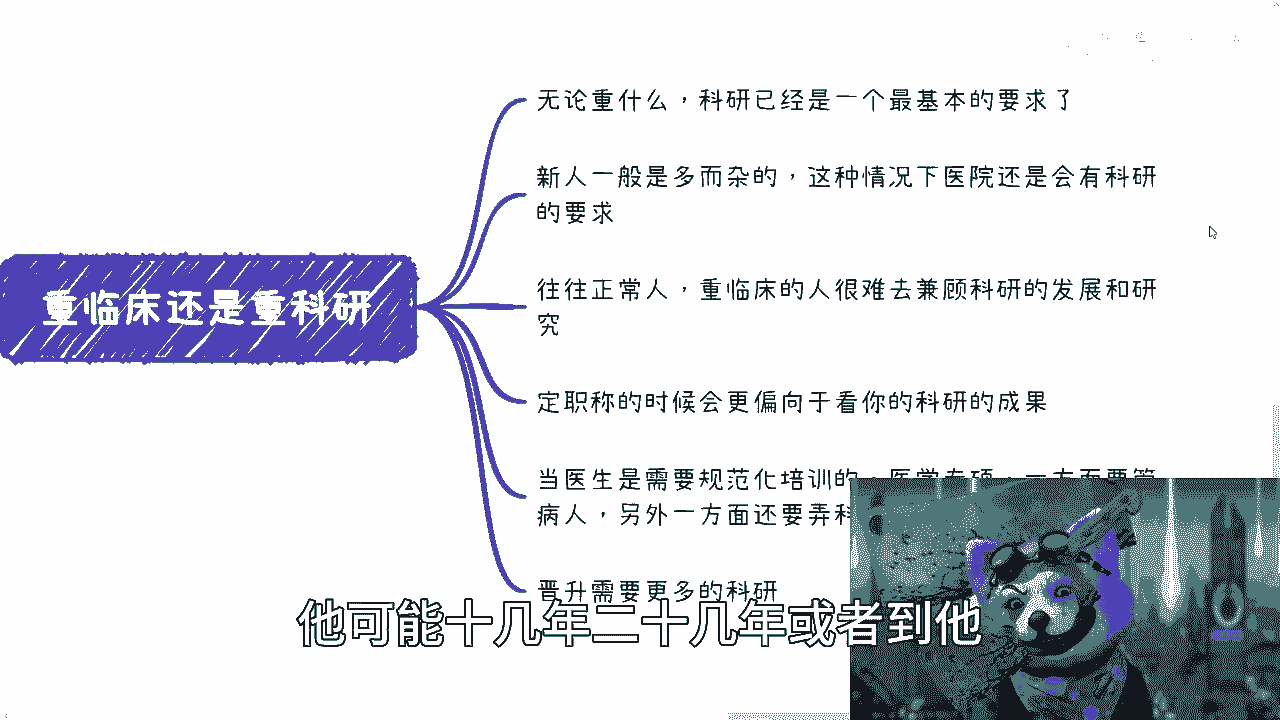 无论重什么，科研已经是一个最基本的要求了
新人一般是多而杂的，这种情况下医院还是会有科研
的要求
重临床还是重科研
往往正常人，重临床的人很难去兼顾科研的发展和研
究
定职称的时候会更偏向于看你的科研的成果
当医生是需要规范化培训的，医学专硕，一方面要管
病人，另外一方面还要弄科
晋升需要更多的科研
他可能十几年二十几年或者到他